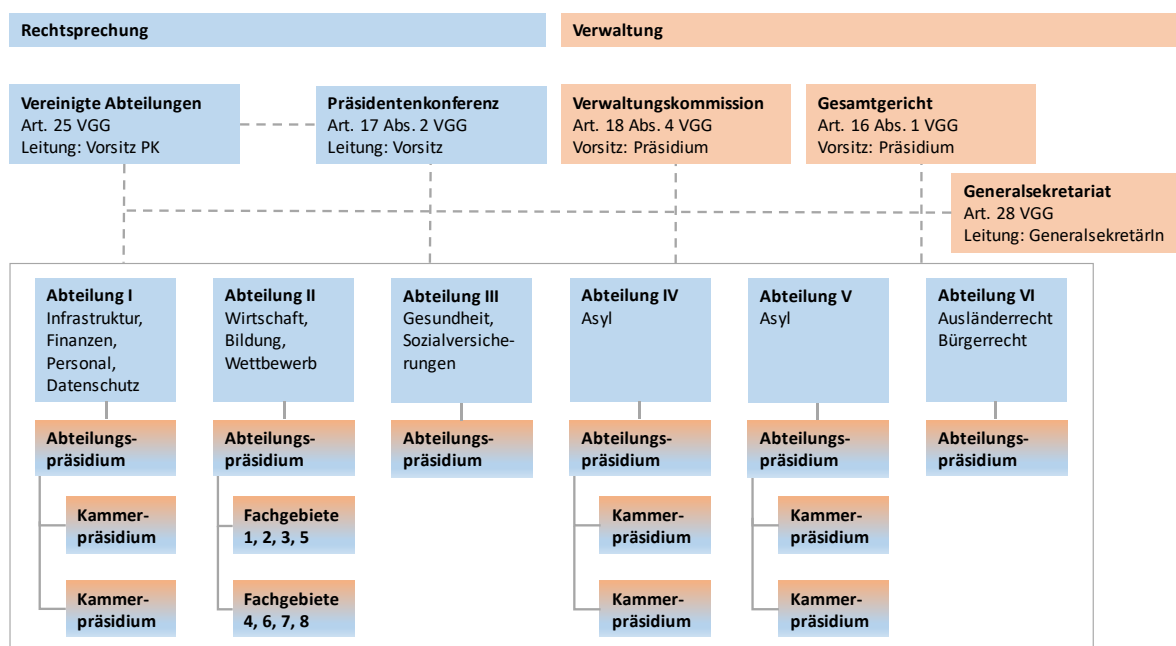 Rechtsprechung
Verwaltung
Vereinigte Abteilungen
Art. 25 VGG
Leitung: Vorsitz PK
Präsidentenkonferenz
Art. 17 Abs. 2 VGG
Leitung: Vorsitz
Verwaltungskommission
Art. 18 Abs. 4 VGG
Vorsitz: Präsidium
Gesamtgericht
Art. 16 Abs. 1 VGG
Vorsitz: Präsidium
Generalsekretariat
Art. 28 VGG
Leitung: GeneralsekretärIn
Abteilung I
Infrastruktur,
Finanzen,
Personal,
Datenschutz
Abteilung II
Wirtschaft,
Bildung,
Wettbewerb
Abteilung III
Gesundheit,
Sozialversiche-
rungen
Abteilung IV
Asyl
Abteilung V
Asyl
Abteilung VI
Ausländerrecht
Bürgerrecht
Abteilungs-
präsidium
Abteilungs-
präsidium
Abteilungs-
präsidium
Abteilungs-
präsidium
Abteilungs-
präsidium
Abteilungs-
präsidium
Kammer-
präsidium
Fachgebiete
1, 2, 3, 5
Kammer-
präsidium
Kammer-
präsidium
Kammer-
präsidium
Fachgebiete
4, 6, 7, 8
Kammer-
präsidium
Kammer-
präsidium